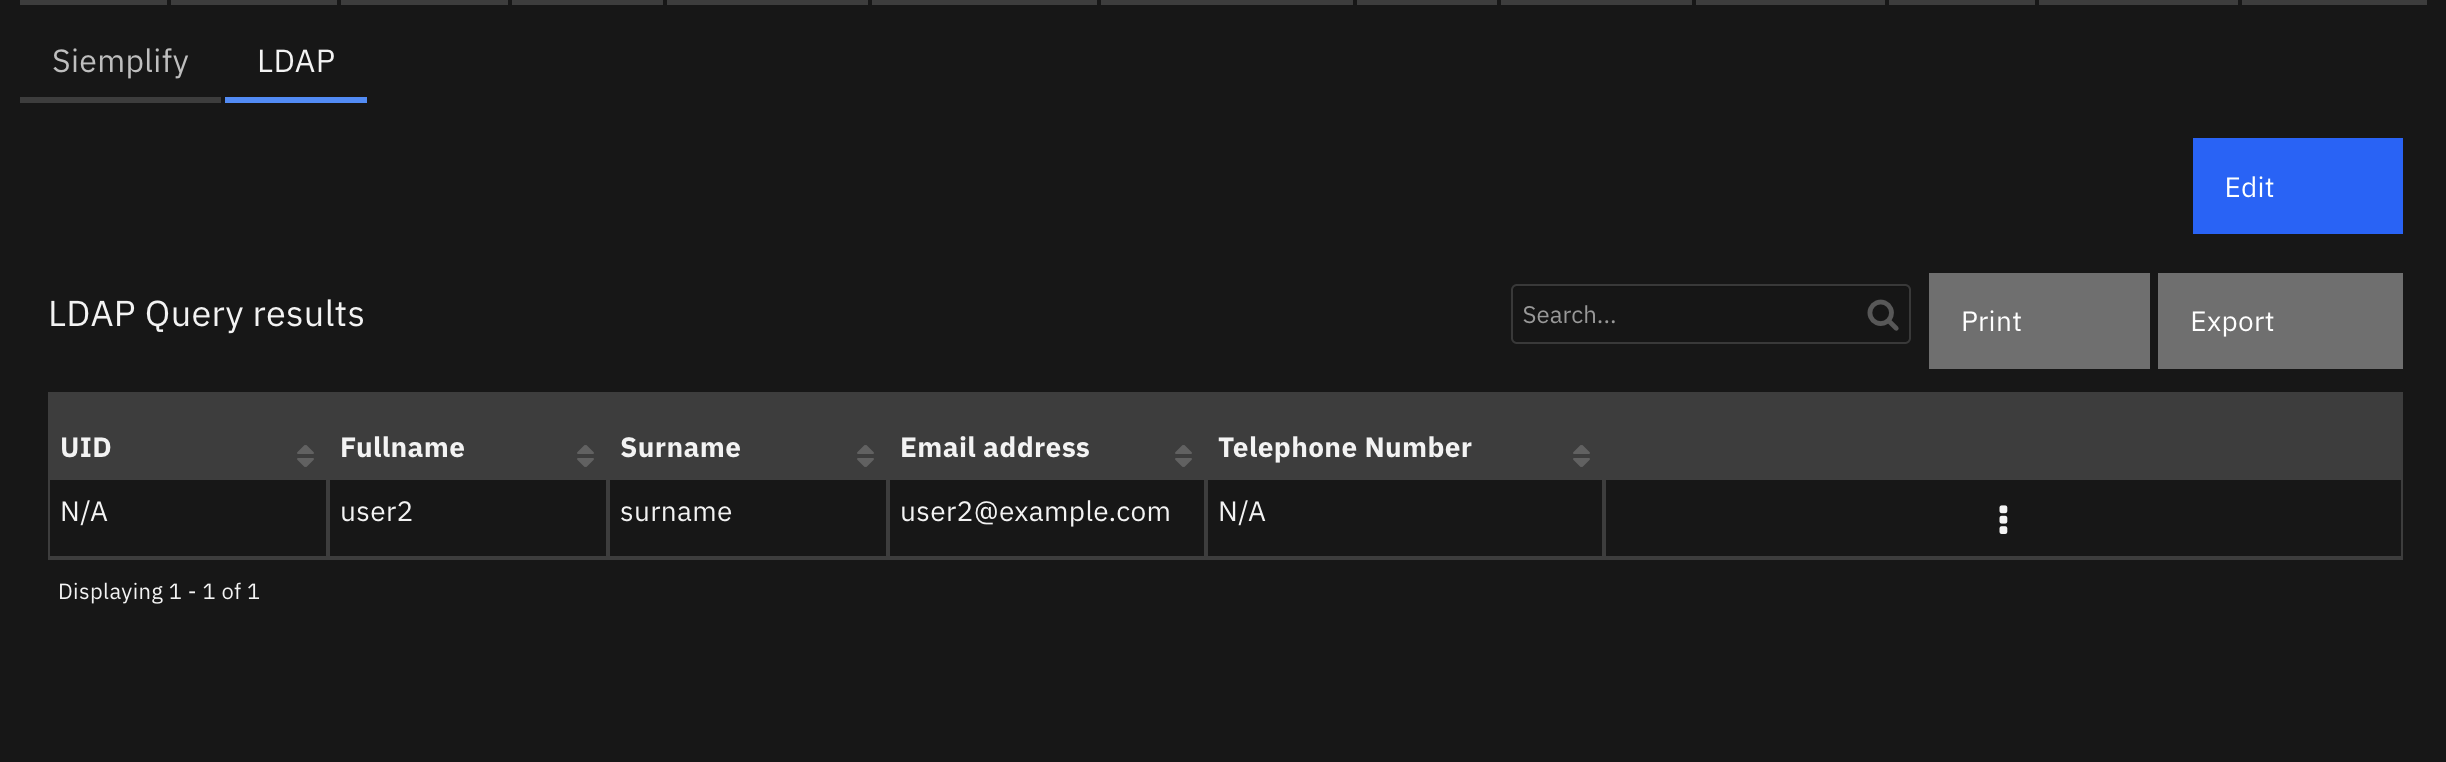 Siemplify LDAP
Edit
LDAP Query results
Search...
Print
Export
UID Fullname Surname Email address Telephone Number
N/A user2 surname user2@example.com N/A
Displaying 1 - 1 of 1